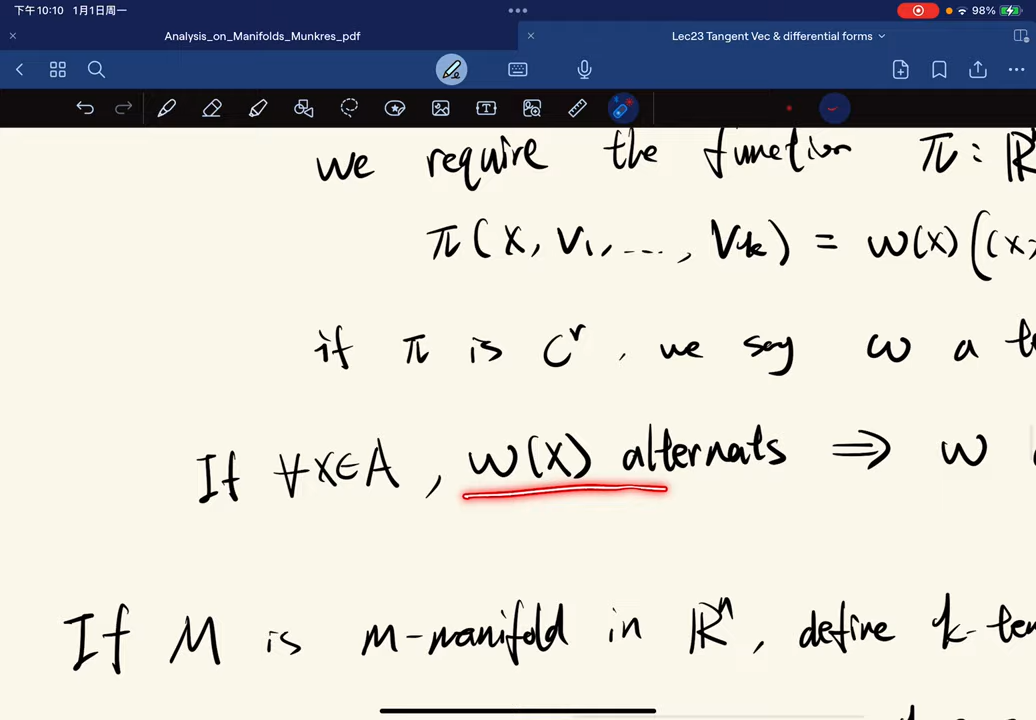 下午10:10 1月1日周一
98%
Analysis_on_Manifolds_Munkres_pdf
Lec23 Tangent Vec & differential forms
we require the function π: ℝ
π(x, v₁, ..., vₖ) = w(x)((x,
if π is Cʳ, we say w a te
If ∀x∈A, w(x) alternats ⟹ w
If M is m-manifold in ℝⁿ, define k-ten